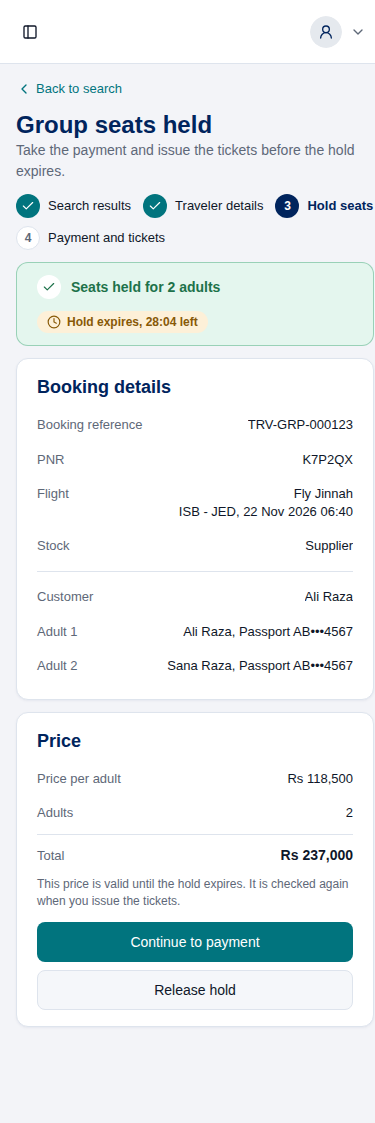 Back to search
Group seats held
Take the payment and issue the tickets before the hold
expires.
Search results
Traveler details
3 Hold seats
4 Payment and tickets
Seats held for 2 adults
Hold expires, 28:04 left
Booking details
Booking reference TRV-GRP-000123
PNR K7P2QX
Flight Fly Jinnah
ISB - JED, 22 Nov 2026 06:40
Stock Supplier
Customer Ali Raza
Adult 1 Ali Raza, Passport AB•••4567
Adult 2 Sana Raza, Passport AB•••4567
Price
Price per adult Rs 118,500
Adults 2
Total Rs 237,000
This price is valid until the hold expires. It is checked again
when you issue the tickets.
Continue to payment
Release hold